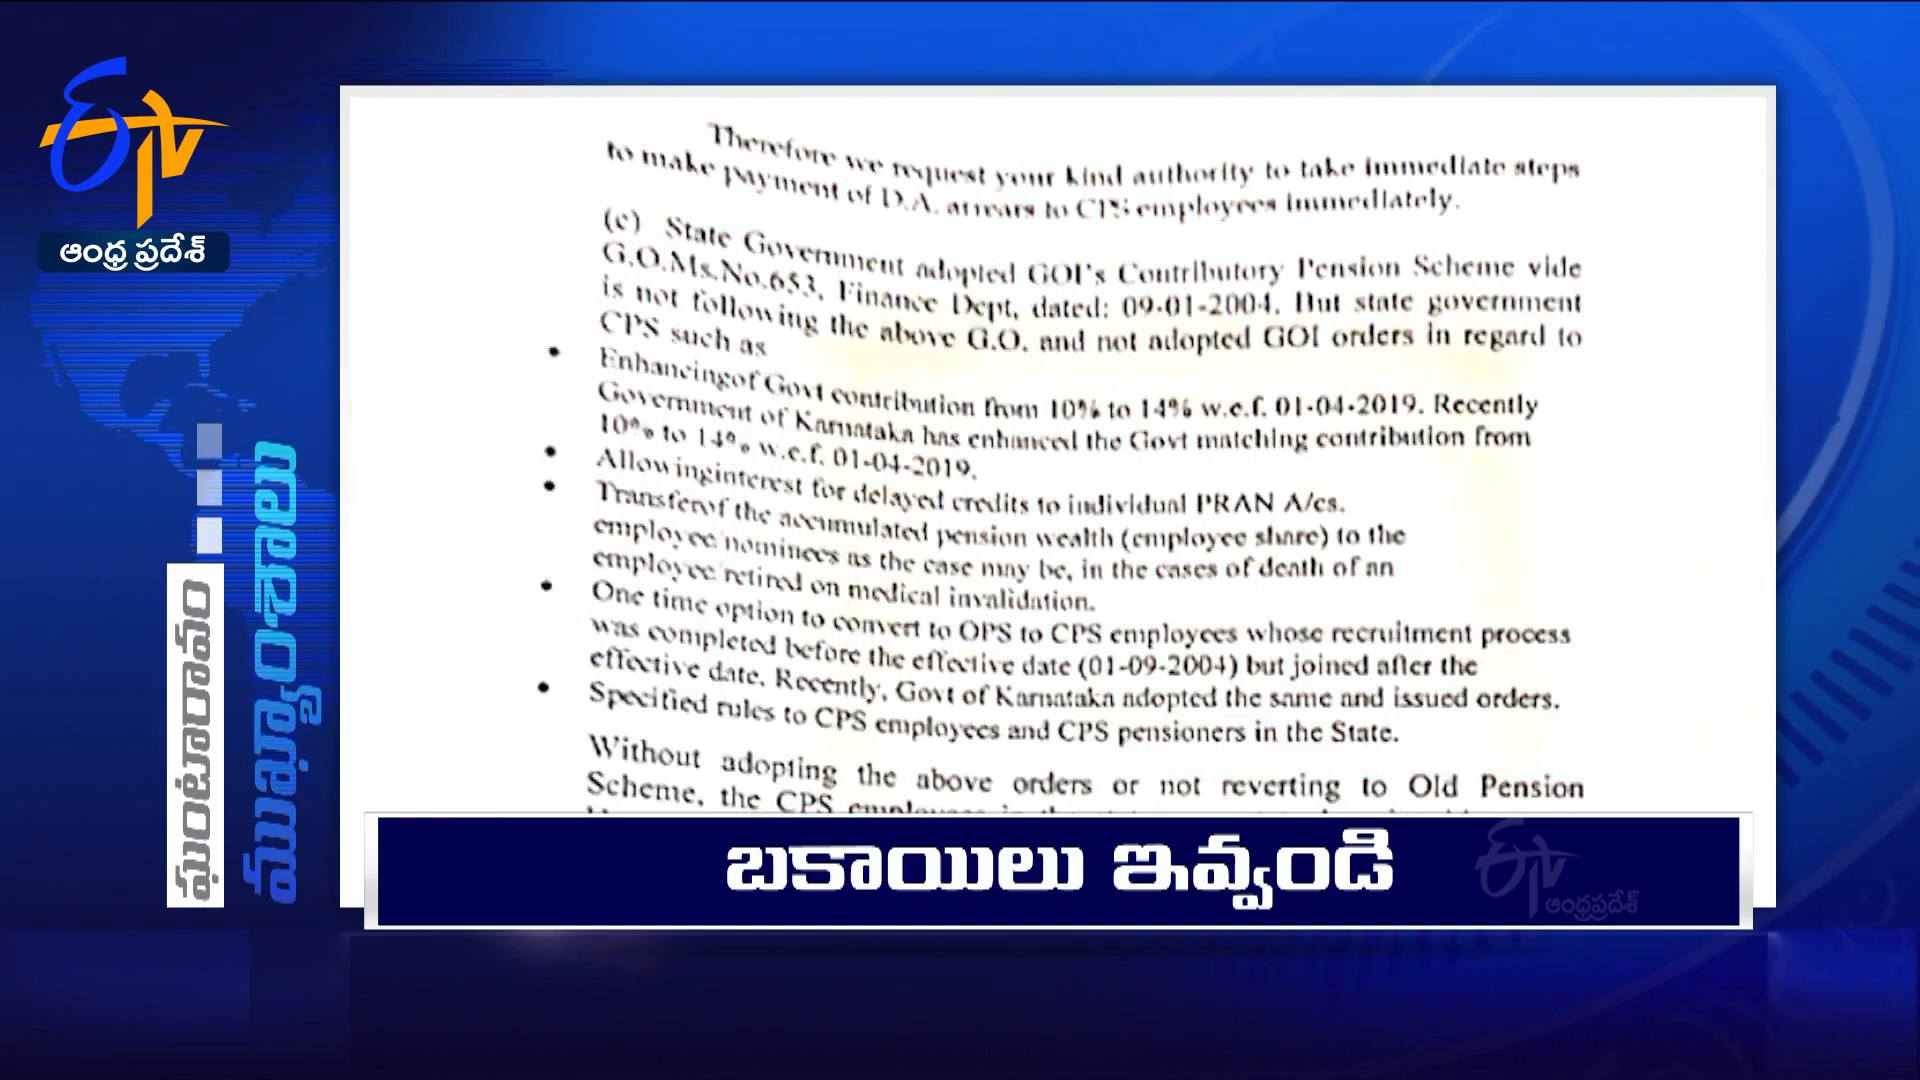 ETV
ఆంధ్ర ప్రదేశ్
ఘంటారావం
ముఖ్యాంశాలు
Therefore we request your kind authority to take immediate steps
to make payment of D.A. arrears to CPS employees immediately.
(c) State Government adopted GOI's Contributory Pension Scheme vide
G.O.Ms.No.653, Finance Dept, dated: 09-01-2004. But state government
is not following the above G.O. and not adopted GOI orders in regard to
CPS such as
• Enhancingof Govt contribution from 10% to 14% w.e.f. 01-04-2019. Recently
Government of Karnataka has enhanced the Govt matching contribution from
10% to 14% w.e.f. 01-04-2019.
• Allowinginterest for delayed credits to individual PRAN A/cs.
• Transferof the accumulated pension wealth (employee share) to the
employee/nominees as the case may be, in the cases of death of an
employee/retired on medical invalidation.
• One time option to convert to OPS to CPS employees whose recruitment process
was completed before the effective date (01-09-2004) but joined after the
effective date. Recently, Govt of Karnataka adopted the same and issued orders.
• Specified rules to CPS employees and CPS pensioners in the State.
Without adopting the above orders or not reverting to Old Pension
Scheme, the CPS
బకాయిలు ఇవ్వండి
ETV
ఆంధ్రప్రదేశ్